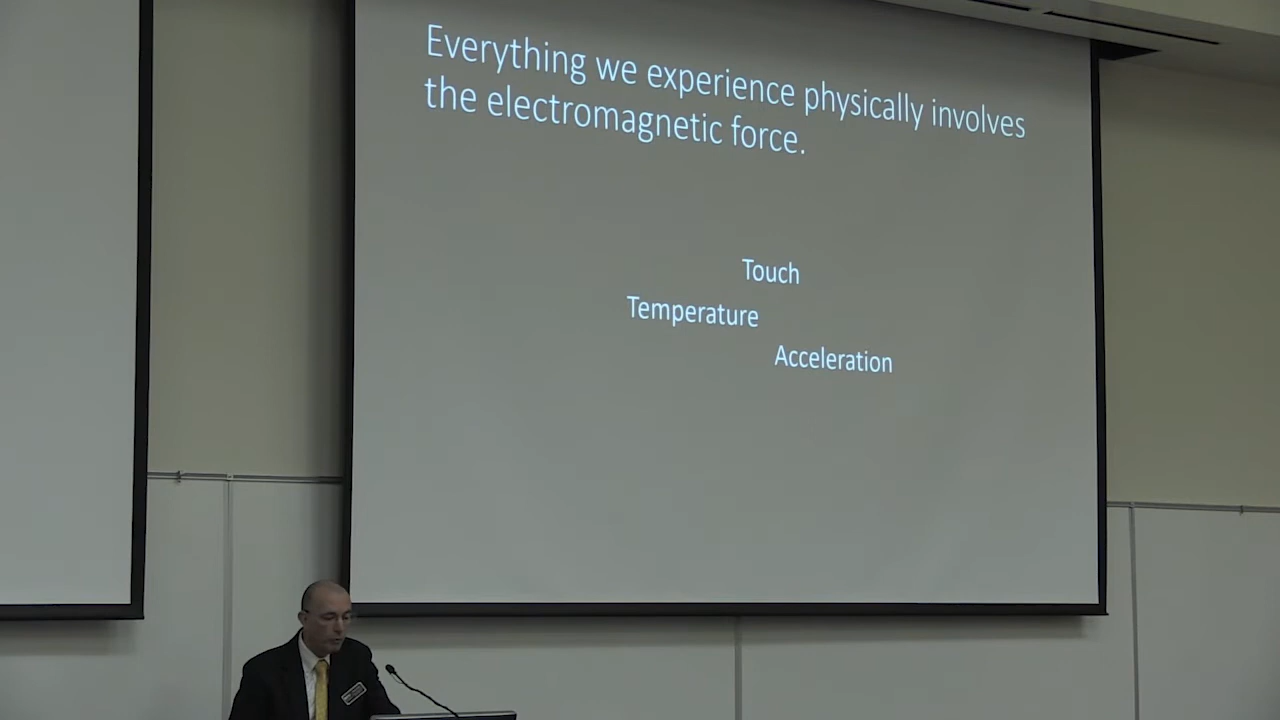 Everything we experience physically involves
the electromagnetic force.
Touch
Temperature
Acceleration